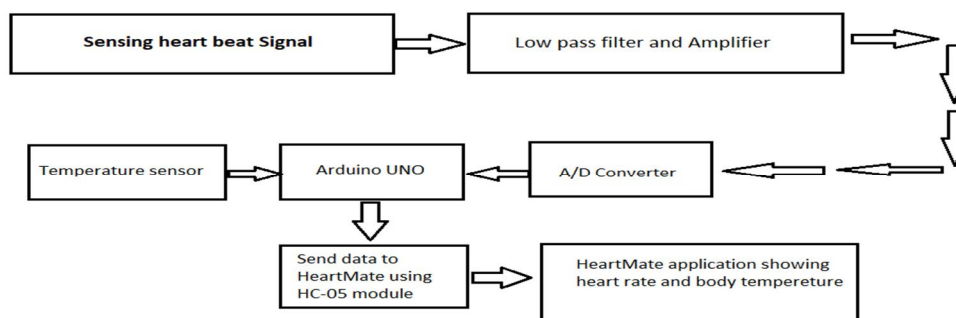 Sensing heart beat Signal
Low pass filter and Amplifier
Temperature sensor
Arduino UNO
A/D Converter
Send data to
HeartMate using
HC-05 module
HeartMate application showing
heart rate and body tempereture